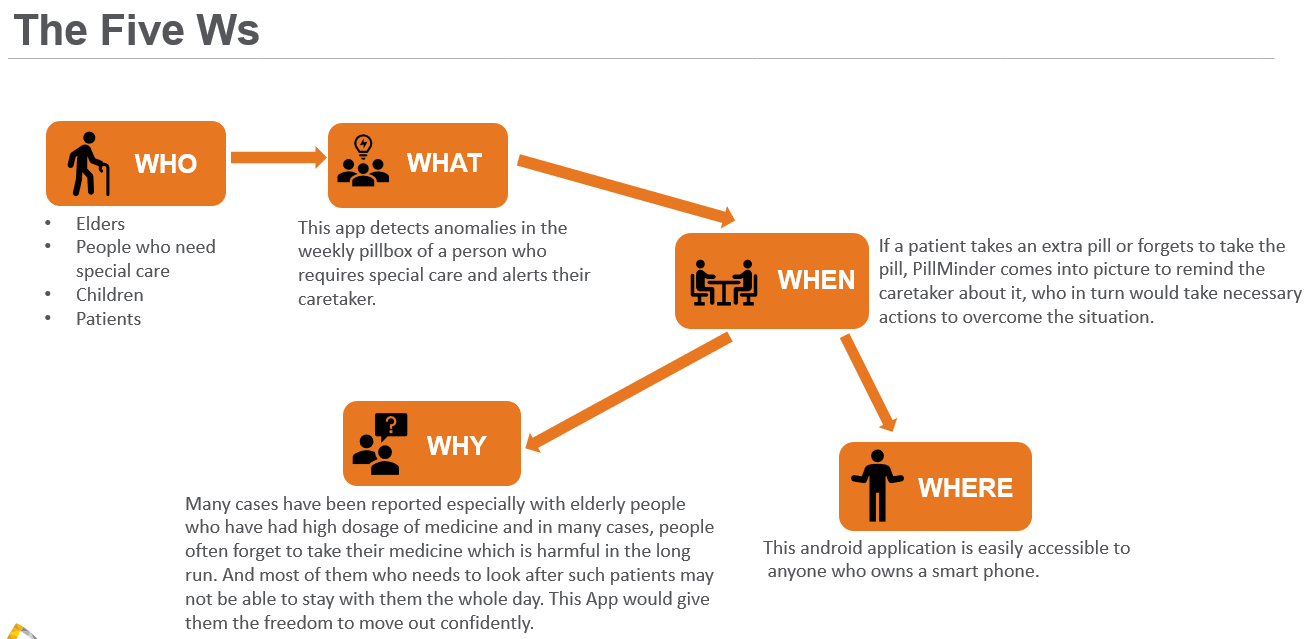 The Five Ws
WHO
• Elders
• People who need
special care
• Children
• Patients
WHAT
This app detects anomalies in the
weekly pillbox of a person who
requires special care and alerts their
caretaker.
WHEN
If a patient takes an extra pill or forgets to take the
pill, PillMinder comes into picture to remind the
caretaker about it, who in turn would take necessary
actions to overcome the situation.
?
WHY
Many cases have been reported especially with elderly people
who have had high dosage of medicine and in many cases, people
often forget to take their medicine which is harmful in the long
run. And most of them who needs to look after such patients may
not be able to stay with them the whole day. This App would give
them the freedom to move out confidently.
WHERE
This android application is easily accessible to
anyone who owns a smart phone.